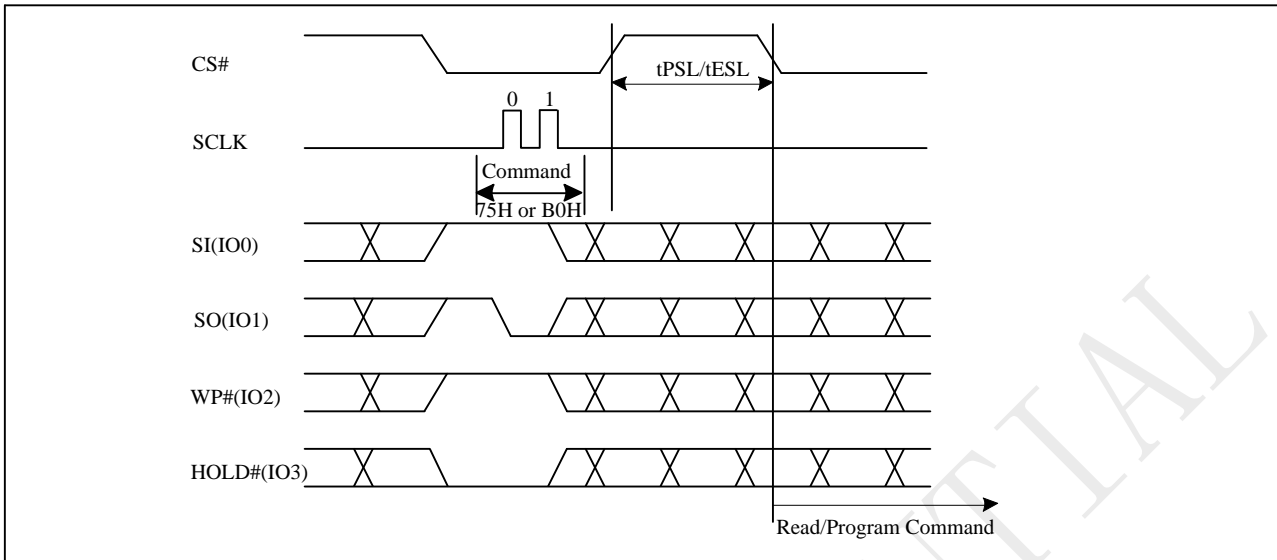 CS#
tPSL/tESL
0 1
SCLK
Command
75H or B0H
SI(IO0)
SO(IO1)
WP#(IO2)
HOLD#(IO3)
Read/Program Command
TIAL